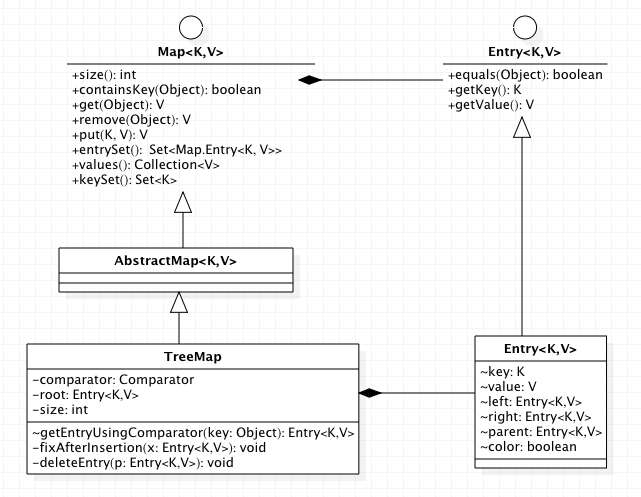 Map<K,V>
+size(): int
+containsKey(Object): boolean
+get(Object): V
+remove(Object): V
+put(K, V): V
+entrySet(): Set<Map.Entry<K, V>>
+values(): Collection<V>
+keySet(): Set<K>
Entry<K,V>
+equals(Object): boolean
+getKey(): K
+getValue(): V
AbstractMap<K,V>
TreeMap
-comparator: Comparator
-root: Entry<K,V>
-size: int
~getEntryUsingComparator(key: Object): Entry<K,V>
-fixAfterInsertion(x: Entry<K,V>): void
-deleteEntry(p: Entry<K,V>): void
Entry<K,V>
~key: K
~value: V
~left: Entry<K,V>
~right: Entry<K,V>
~parent: Entry<K,V>
~color: boolean